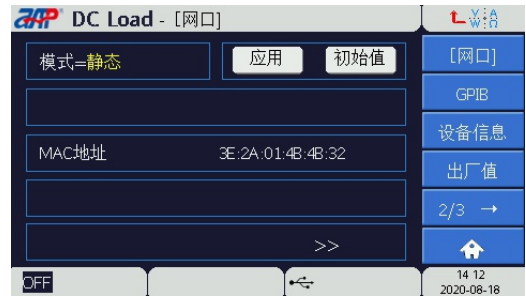 ZAP DC Load - [网口]
模式=静态 应用 初始值
MAC地址 3E:2A:01:4B:4B:32
>>
[网口]
GPIB
设备信息
出厂值
2/3 →
OFF
14 12
2020-08-18